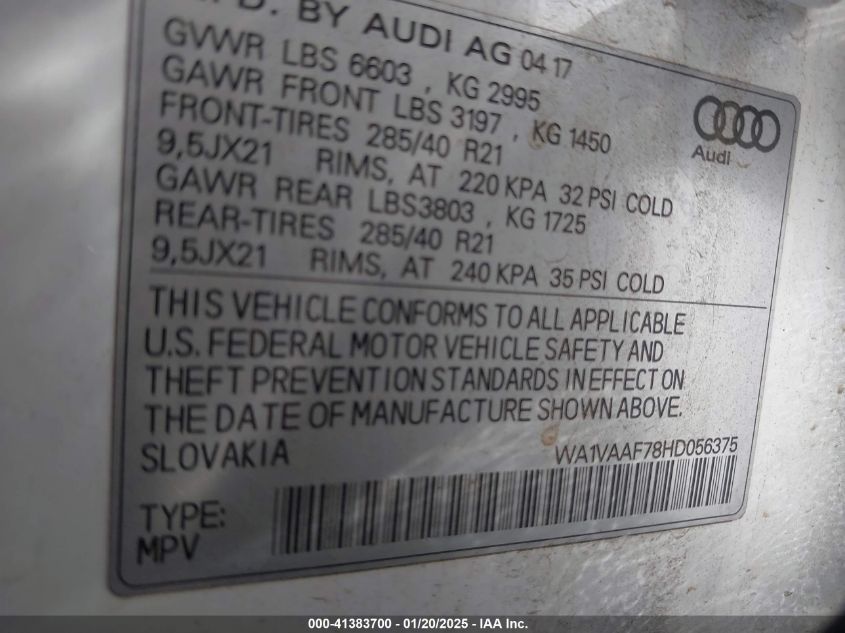 MFD. BY AUDI AG 04 17
GVWR LBS 6603 , KG 2995
GAWR FRONT LBS 3197 , KG 1450
FRONT-TIRES 285/40 R21
9,5JX21 RIMS, AT 220 KPA 32 PSI COLD
GAWR REAR LBS3803 , KG 1725
REAR-TIRES 285/40 R21
9,5JX21 RIMS, AT 240 KPA 35 PSI COLD
Audi
THIS VEHICLE CONFORMS TO ALL APPLICABLE
U.S. FEDERAL MOTOR VEHICLE SAFETY AND
THEFT PREVENTION STANDARDS IN EFFECT ON
THE DATE OF MANUFACTURE SHOWN ABOVE.
SLOVAKIA WA1VAAF78HD056375
TYPE:
MPV
000-41383700 - 01/20/2025 - IAA Inc.